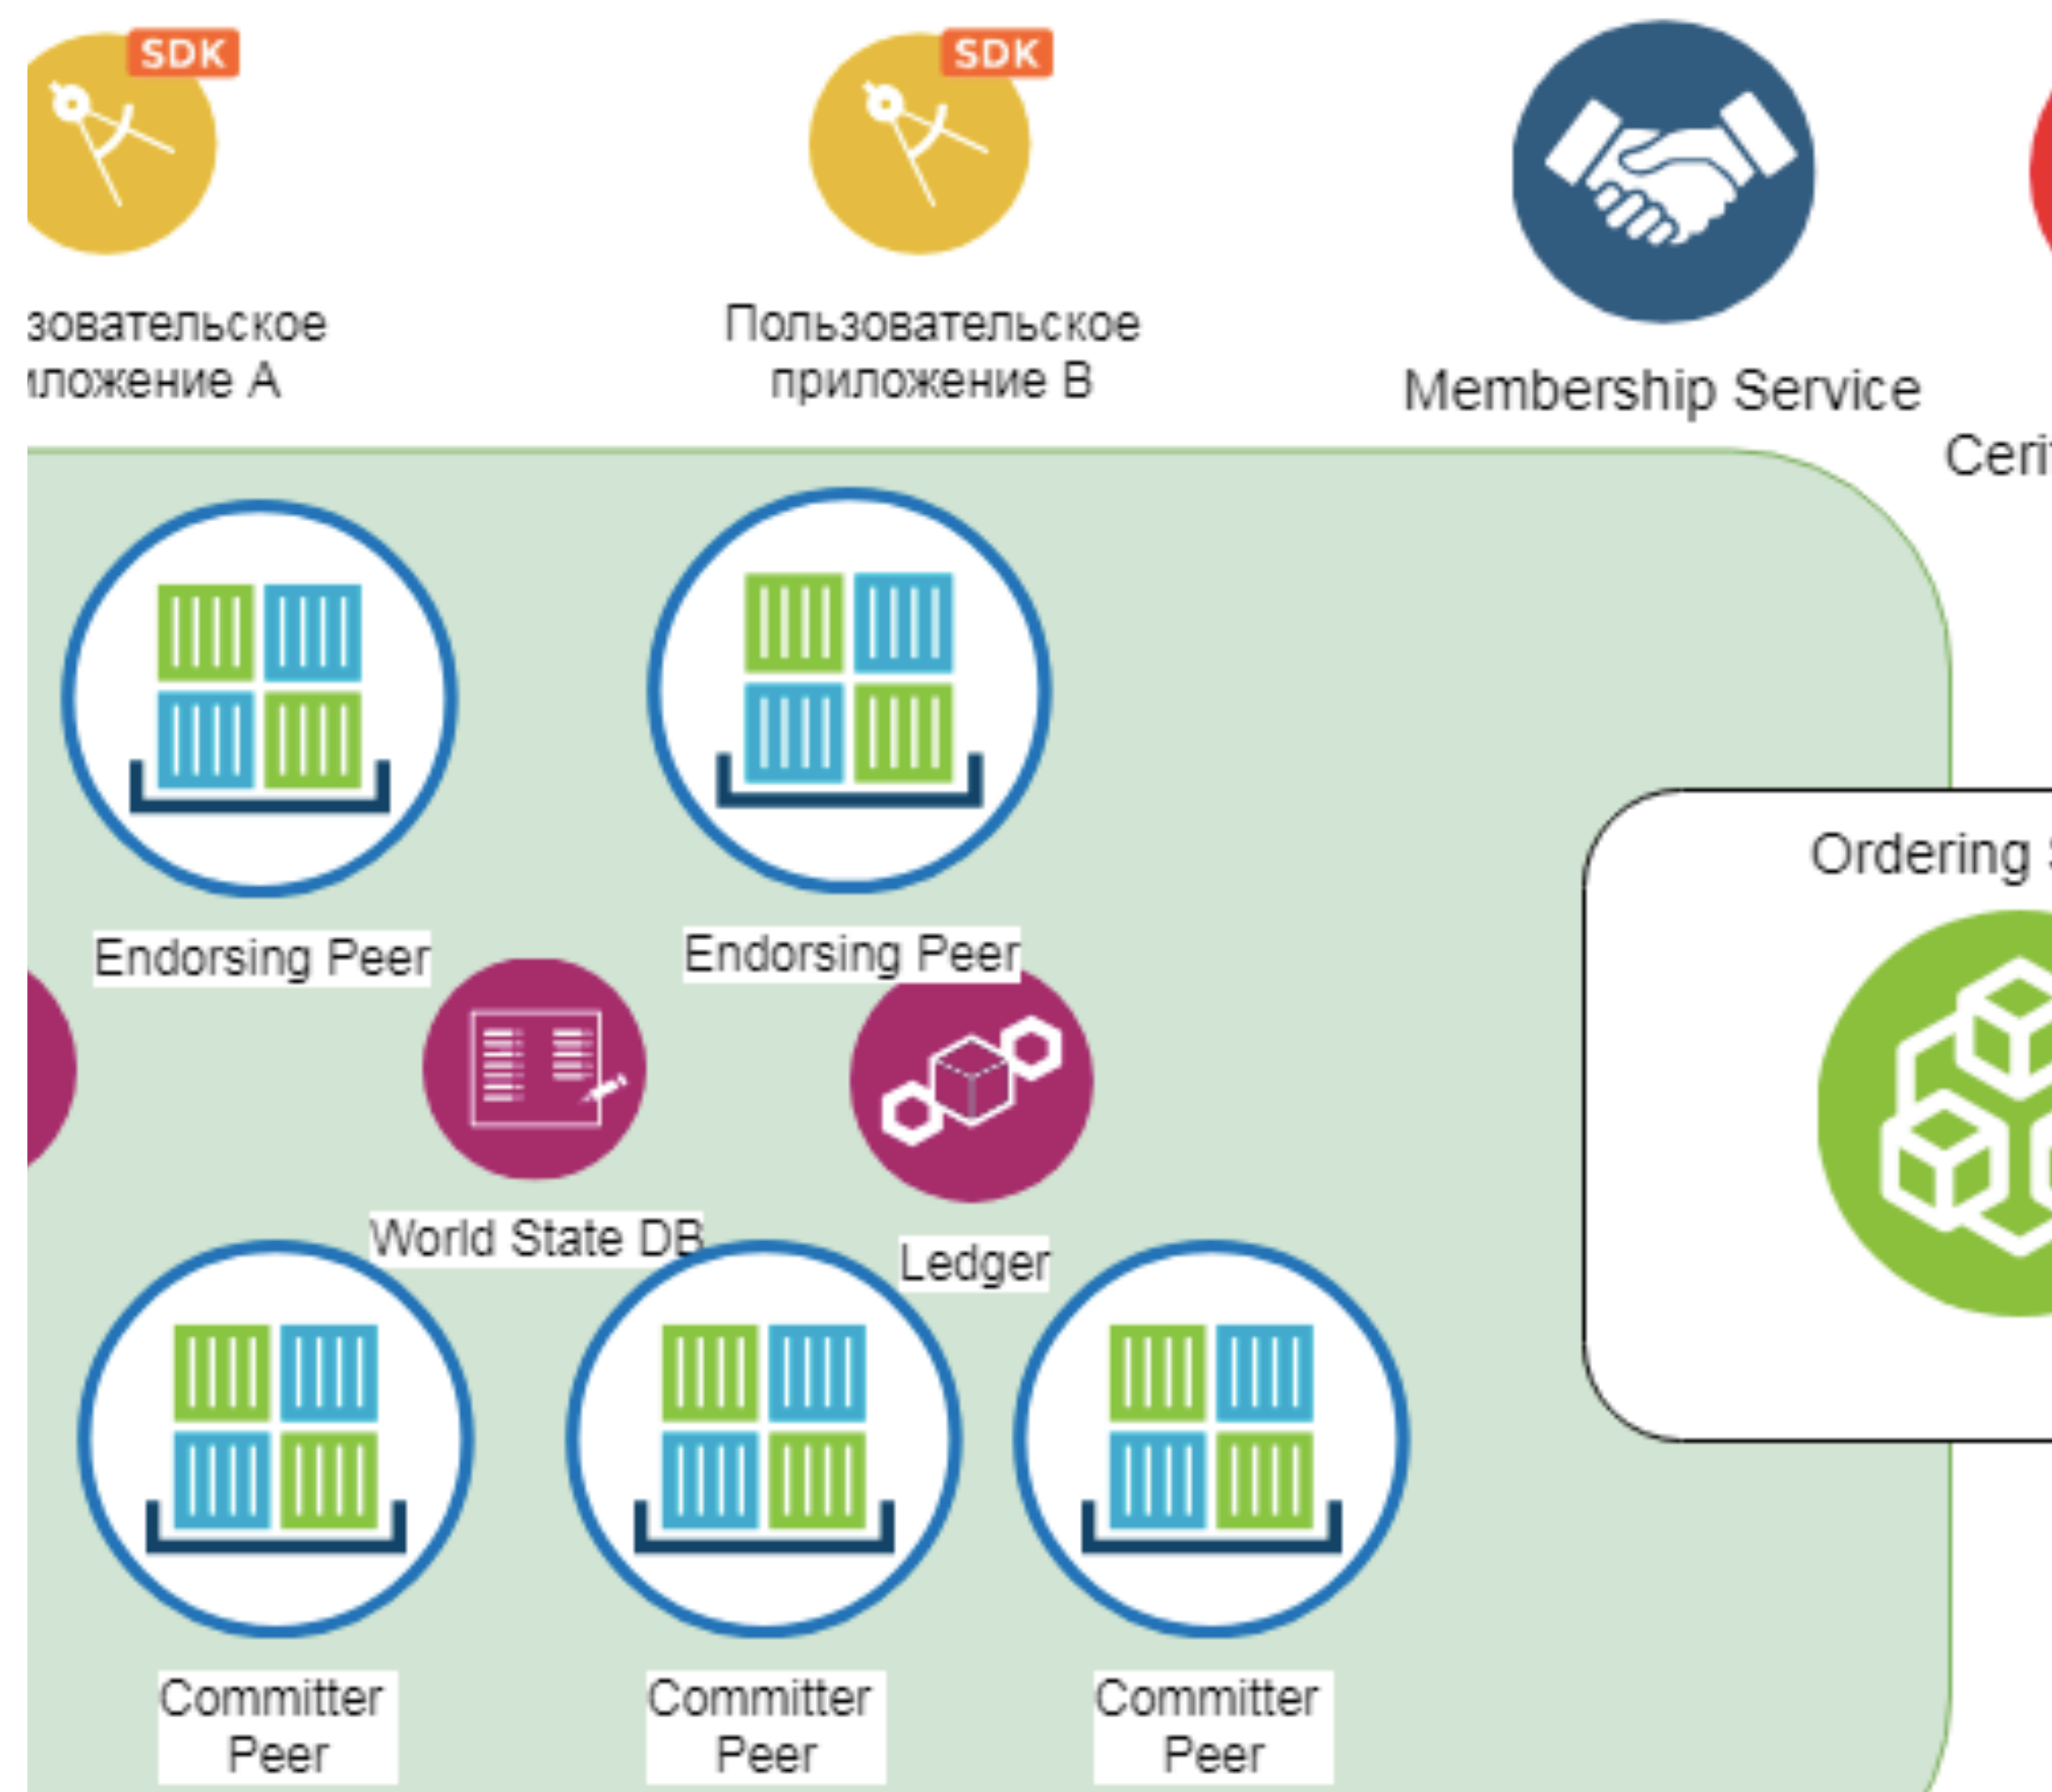 SDK
SDK
зовательское
иложение А
Пользовательское
приложение В
Membership Service
Ceri
Ordering
Endorsing Peer
Endorsing Peer
World State DB
Ledger
Committer
Peer
Committer
Peer
Committer
Peer